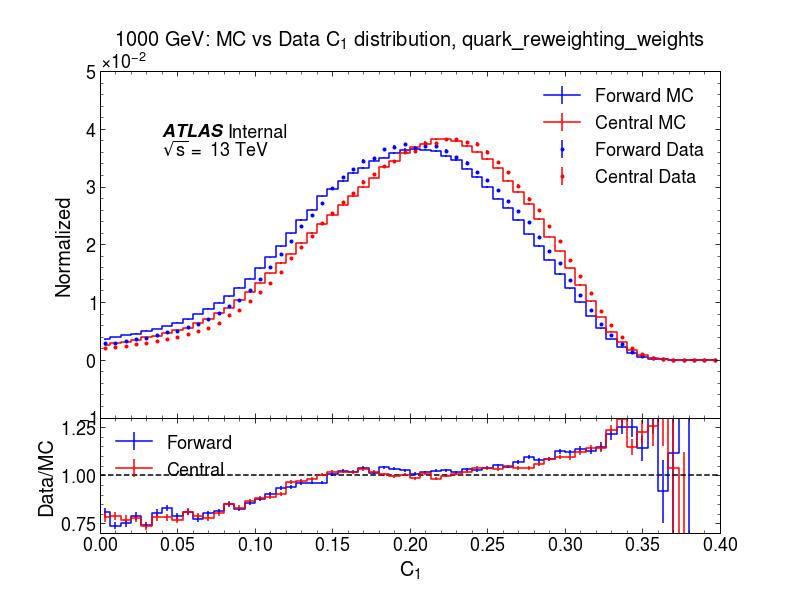 1000 GeV: MC vs Data C₁ distribution, quark_reweighting_weights
×10⁻²
5
4
3
2
1
0
−1
Normalized
ATLAS Internal
√s = 13 TeV
Forward MC
Central MC
Forward Data
Central Data
1.25
1.00
0.75
Data/MC
Forward
Central
0.00 0.05 0.10 0.15 0.20 0.25 0.30 0.35 0.40
C₁